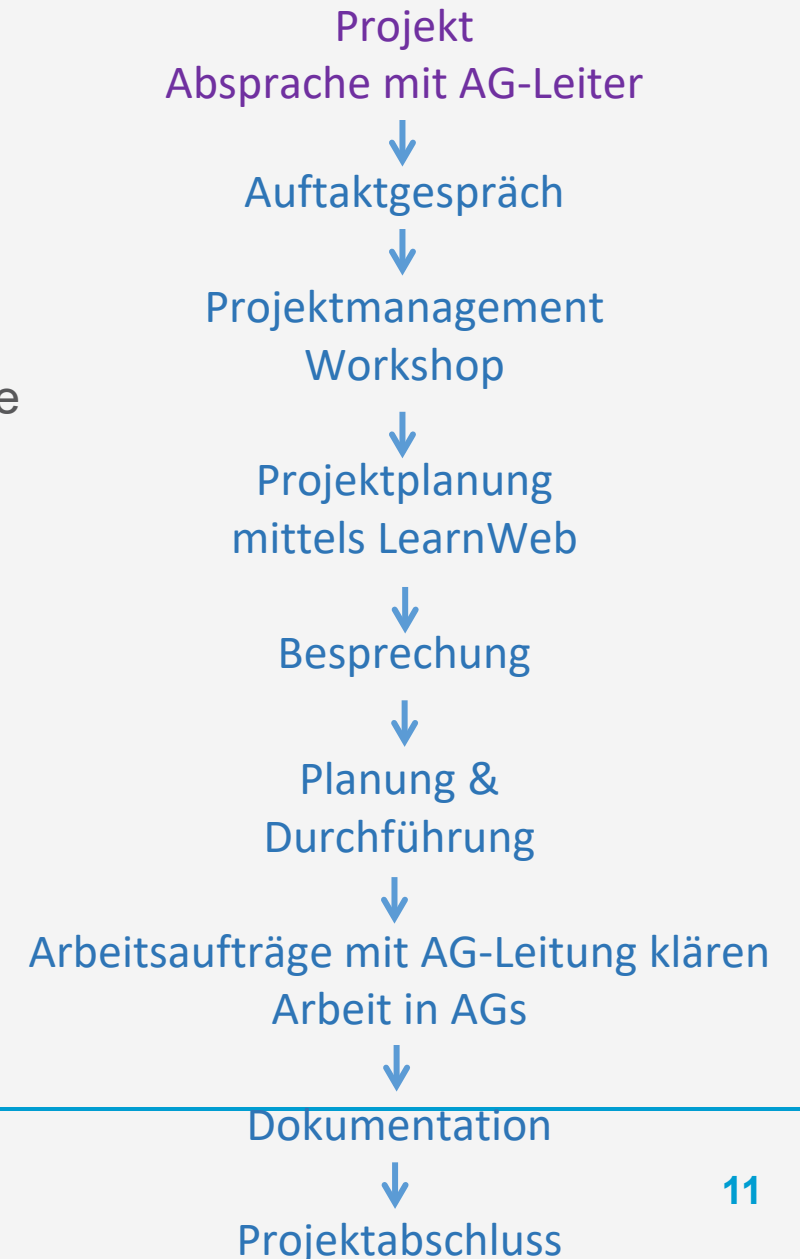 Projekt
Absprache mit AG-Leiter
Auftaktgespräch
Projektmanagement
Workshop
e
Projektplanung
mittels LearnWeb
Besprechung
Planung &
Durchführung
Arbeitsaufträge mit AG-Leitung klären
Arbeit in AGs
Dokumentation
11
Projektabschluss